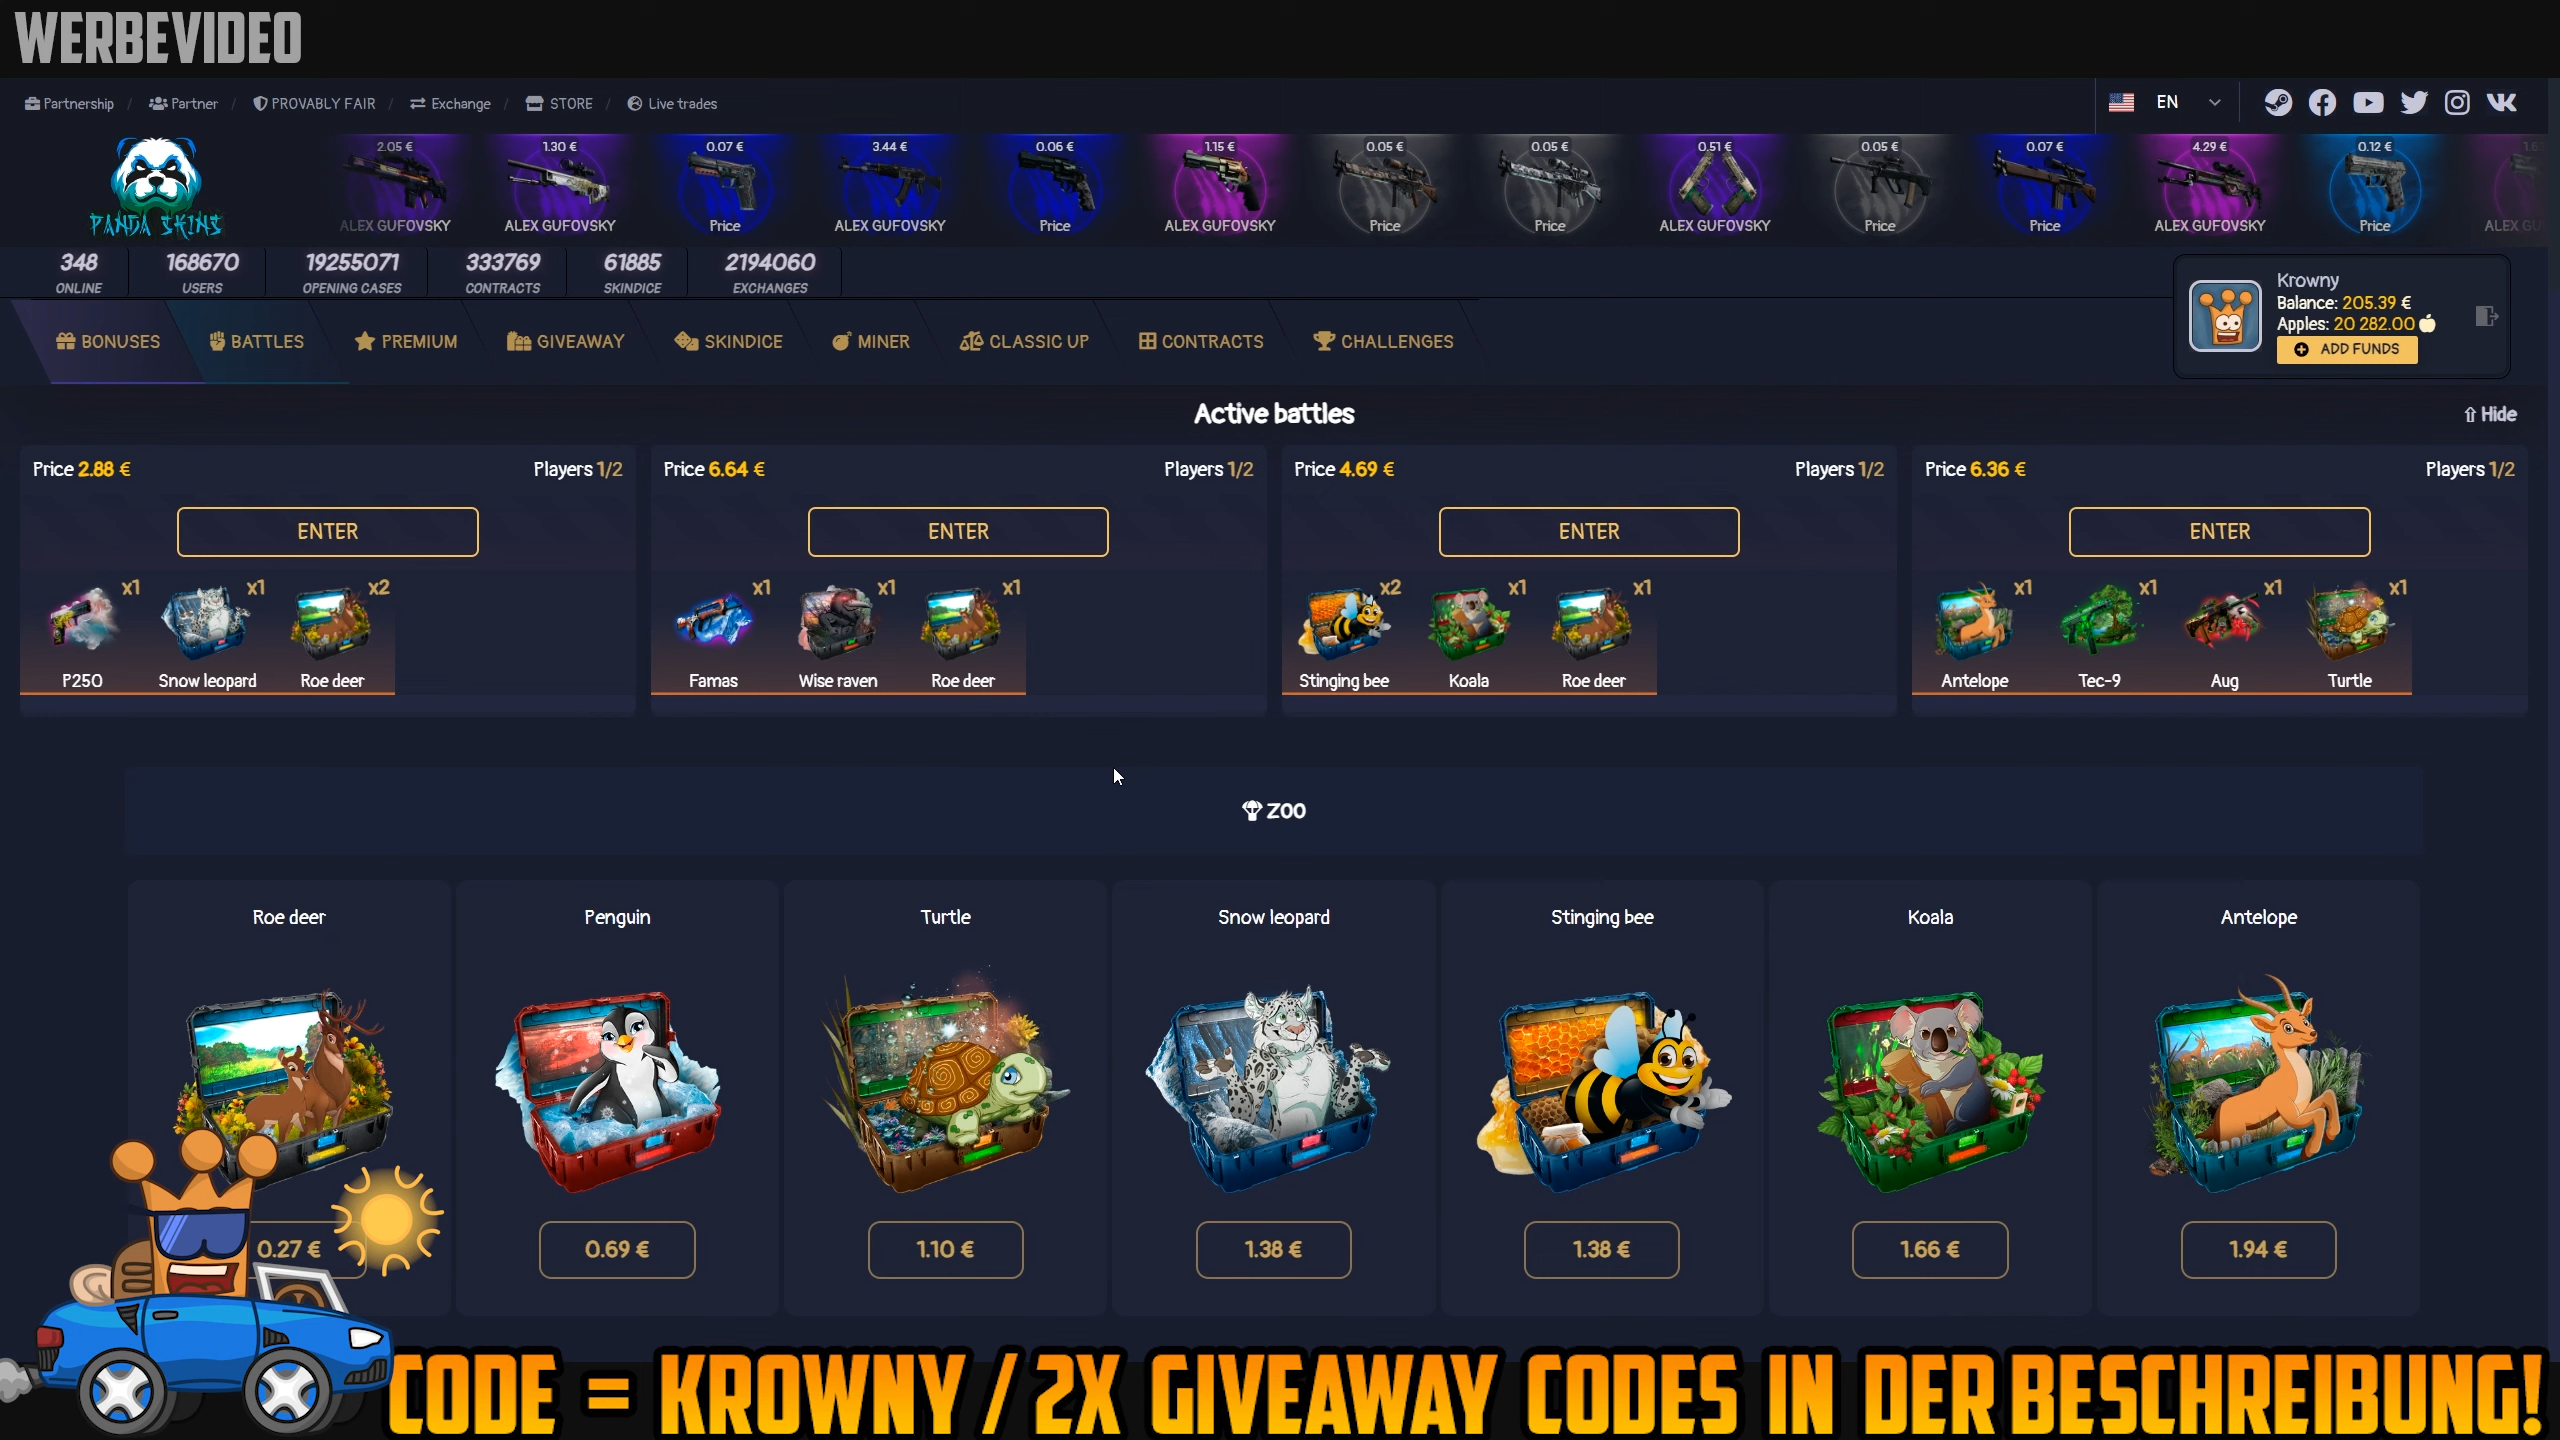 WERBEVIDEO
Partnership / Partner / PROVABLY FAIR / Exchange / STORE / Live trades
EN
2.05 € 1.30 € 0.07 € 3.44 € 0.06 € 1.15 € 0.05 € 0.05 € 0.51 € 0.05 € 0.07 € 4.29 € 0.12 €
PANDA SKINS
ALEX GUFOVSKY ALEX GUFOVSKY Price ALEX GUFOVSKY Price ALEX GUFOVSKY Price Price ALEX GUFOVSKY Price Price ALEX GUFOVSKY Price ALEX GU
348 168670 19255071 333769 61885 2194060
ONLINE USERS OPENING CASES CONTRACTS SKINDICE EXCHANGES
Krowny
Balance: 205.39 €
Apples: 20 282.00
ADD FUNDS
BONUSES BATTLES PREMIUM GIVEAWAY SKINDICE MINER CLASSIC UP CONTRACTS CHALLENGES
Active battles
Hide
Price 2.88 € Players 1/2 Price 6.64 € Players 1/2 Price 4.69 € Players 1/2 Price 6.36 € Players 1/2
ENTER ENTER ENTER ENTER
x1 x1 x2 x1 x1 x1 x2 x1 x1 x1 x1 x1 x1
P250 Snow leopard Roe deer Famas Wise raven Roe deer Stinging bee Koala Roe deer Antelope Tec-9 Aug Turtle
ZOO
Roe deer Penguin Turtle Snow leopard Stinging bee Koala Antelope
0.27 € 0.69 € 1.10 € 1.38 € 1.38 € 1.66 € 1.94 €
CODE = KROWNY / 2X GIVEAWAY CODES IN DER BESCHREIBUNG!